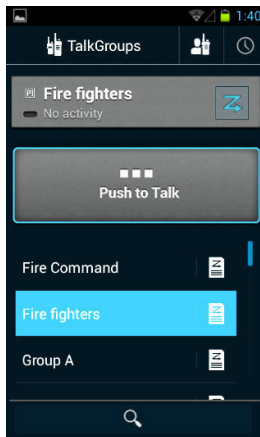 1:40
TalkGroups
Fire fighters
No activity
Push to Talk
Fire Command
Fire fighters
Group A